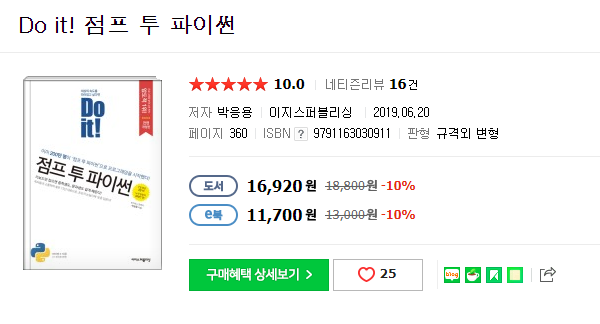 Do it! 점프 투 파이썬
Do it!
점프 투 파이썬
10.0 네티즌리뷰 16건
저자 박응용 이지스퍼블리싱 2019.06.20
페이지 360 ISBN ? 9791163030911 판형 규격외 변형
도서 16,920원 18,800원 -10%
e북 11,700원 13,000원 -10%
구매혜택 상세보기 > 25
blog